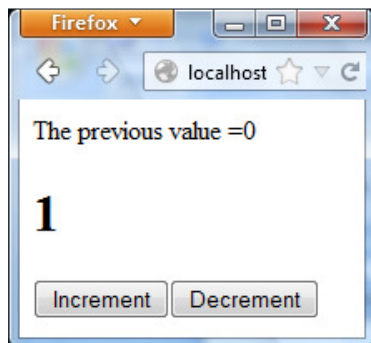 Firefox
localhost
The previous value =0
1
Increment Decrement